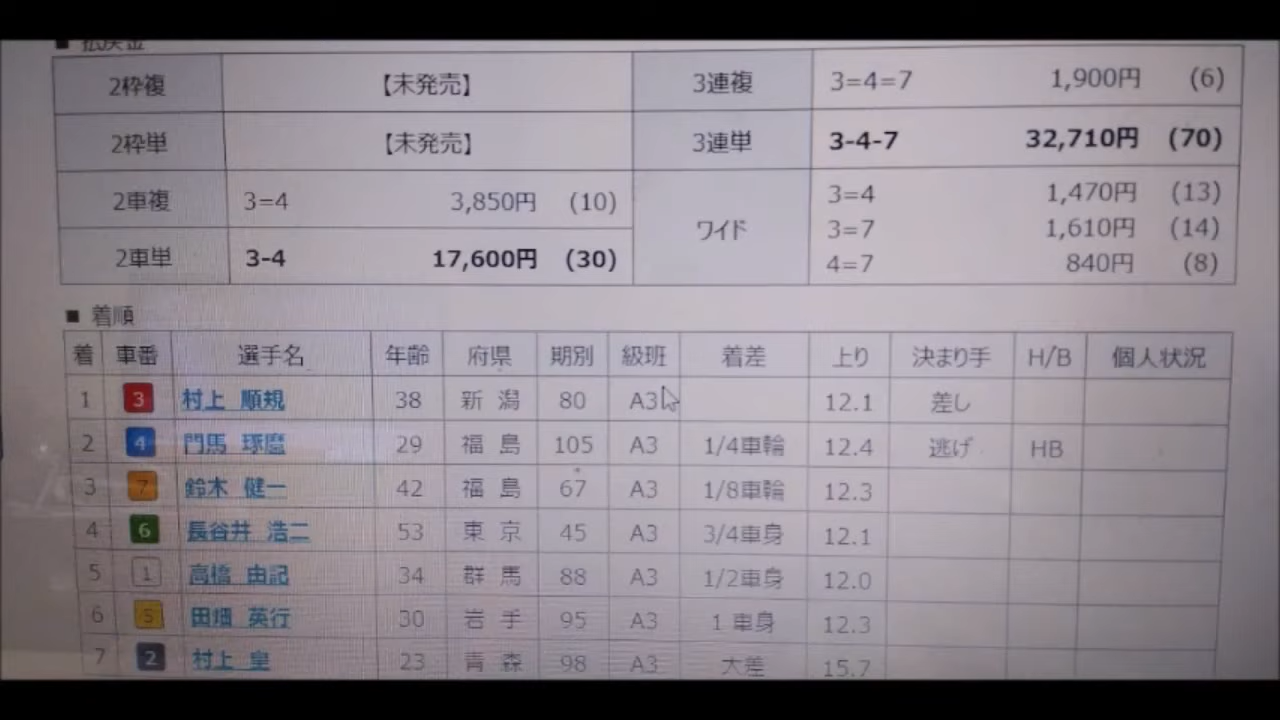 ■ 払戻金
2枠複 【未発売】 3連複 3=4=7 1,900円 (6)
2枠単 【未発売】 3連単 3-4-7 32,710円 (70)
2車複 3=4 3,850円 (10) ワイド 3=4 1,470円 (13)
3=7 1,610円 (14)
2車単 3-4 17,600円 (30) 4=7 840円 (8)
■ 着順
着 車番 選手名 年齢 府県 期別 級班 着差 上り 決まり手 H/B 個人状況
1 3 村上 順規 38 新 潟 80 A3 12.1 差し
2 4 門馬 琢麿 29 福 島 105 A3 1/4車輪 12.4 逃げ HB
3 7 鈴木 健一 42 福 島 67 A3 1/8車輪 12.3
4 6 長谷井 浩二 53 東 京 45 A3 3/4車身 12.1
5 1 高橋 由記 34 群 馬 88 A3 1/2車身 12.0
6 5 田畑 英行 30 岩 手 95 A3 1 車身 12.3
7 2 村上 皇 23 青 森 98 A3 大差 15.7